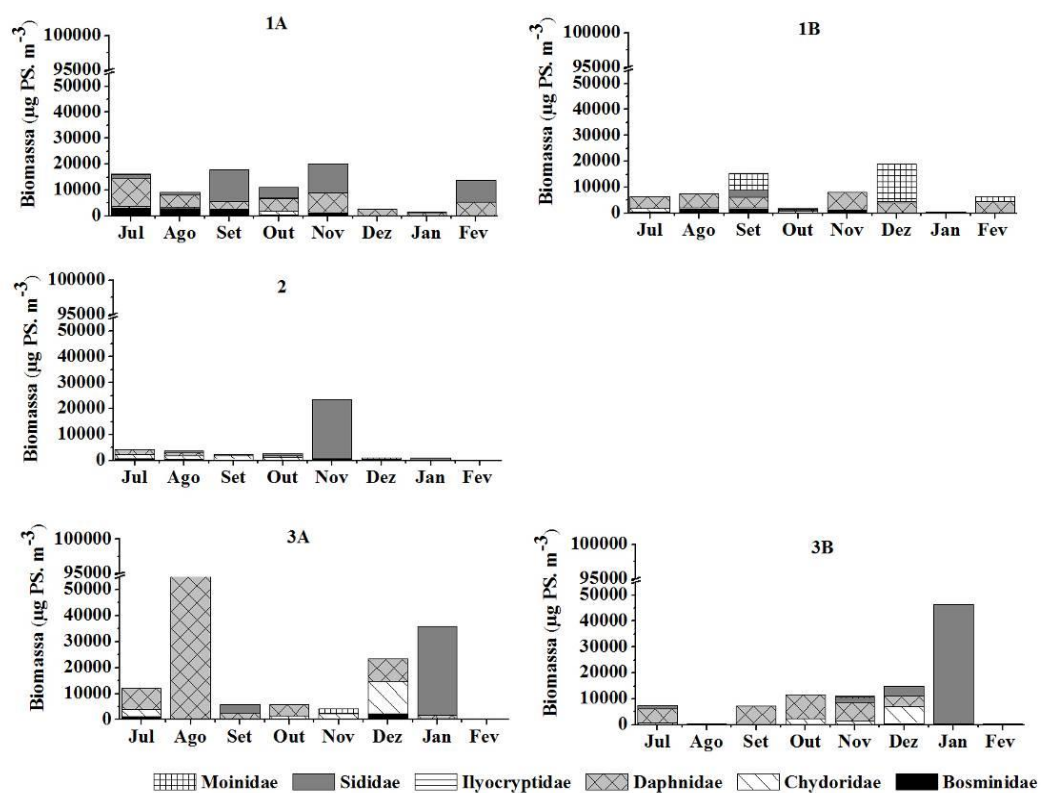 1A
100000
95000
50000
40000
30000
20000
10000
0
Biomassa (µg PS. m⁻³)
Jul Ago Set Out Nov Dez Jan Fev
1B
100000
95000
50000
40000
30000
20000
10000
0
Biomassa (µg PS. m⁻³)
Jul Ago Set Out Nov Dez Jan Fev
2
100000
95000
50000
40000
30000
20000
10000
0
Biomassa (µg PS. m⁻³)
Jul Ago Set Out Nov Dez Jan Fev
3A
100000
95000
50000
40000
30000
20000
10000
0
Biomassa (µg PS. m⁻³)
Jul Ago Set Out Nov Dez Jan Fev
3B
100000
95000
50000
40000
30000
20000
10000
0
Biomassa (µg PS. m⁻³)
Jul Ago Set Out Nov Dez Jan Fev
Moinidae Sididae Ilyocryptidae Daphnidae Chydoridae Bosminidae